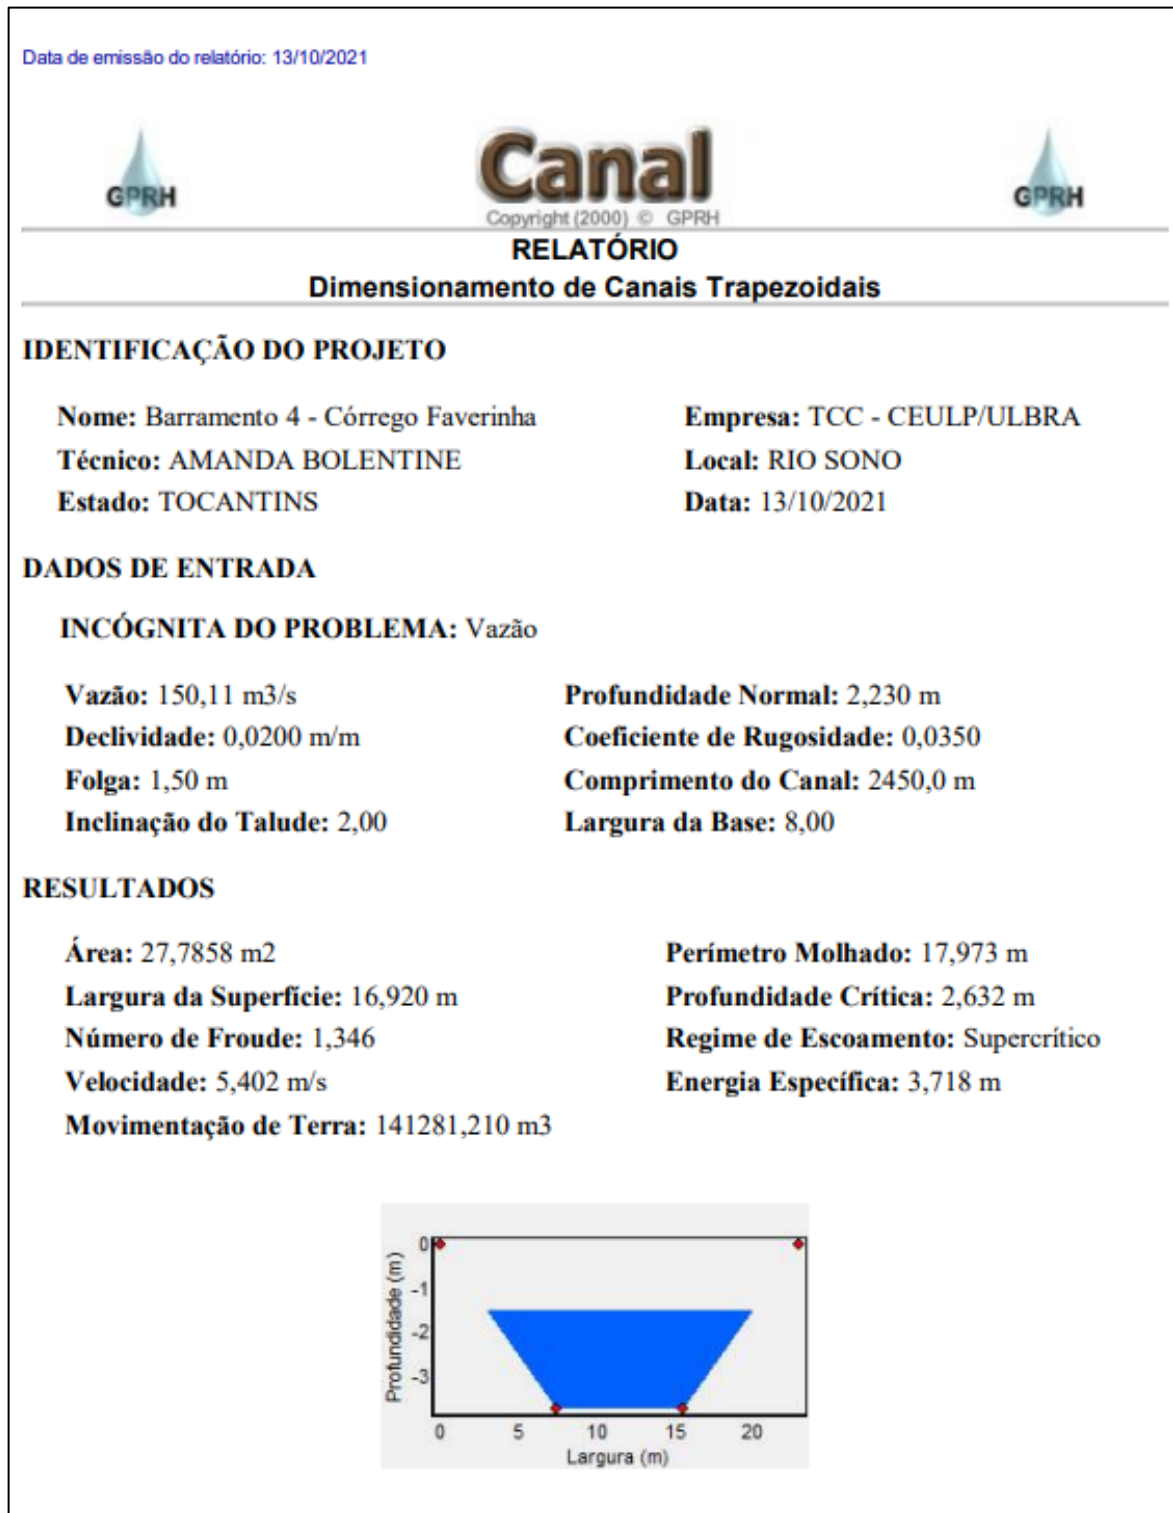 Data de emissão do relatório: 13/10/2021
GPRH
Canal
GPRH
Copyright (2000) © GPRH
RELATÓRIO
Dimensionamento de Canais Trapezoidais
IDENTIFICAÇÃO DO PROJETO
Nome: Barramento 4 - Córrego Faverinha Empresa: TCC - CEULP/ULBRA
Técnico: AMANDA BOLENTINE Local: RIO SONO
Estado: TOCANTINS Data: 13/10/2021
DADOS DE ENTRADA
INCÓGNITA DO PROBLEMA: Vazão
Vazão: 150,11 m3/s Profundidade Normal: 2,230 m
Declividade: 0,0200 m/m Coeficiente de Rugosidade: 0,0350
Folga: 1,50 m Comprimento do Canal: 2450,0 m
Inclinação do Talude: 2,00 Largura da Base: 8,00
RESULTADOS
Área: 27,7858 m2 Perímetro Molhado: 17,973 m
Largura da Superfície: 16,920 m Profundidade Crítica: 2,632 m
Número de Froude: 1,346 Regime de Escoamento: Supercrítico
Velocidade: 5,402 m/s Energia Específica: 3,718 m
Movimentação de Terra: 141281,210 m3
Profundidade (m)
0
-1
-2
-3
0 5 10 15 20
Largura (m)